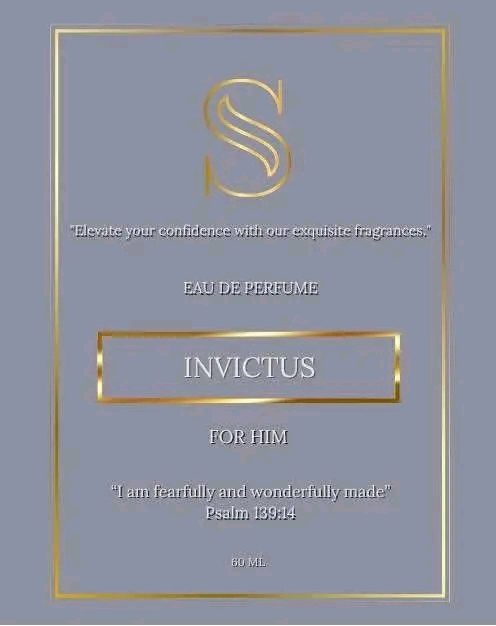 S
"Elevate your confidence with our exquisite fragrances."
EAU DE PERFUME
INVICTUS
FOR HIM
“I am fearfully and wonderfully made”
Psalm 139:14
60 ML